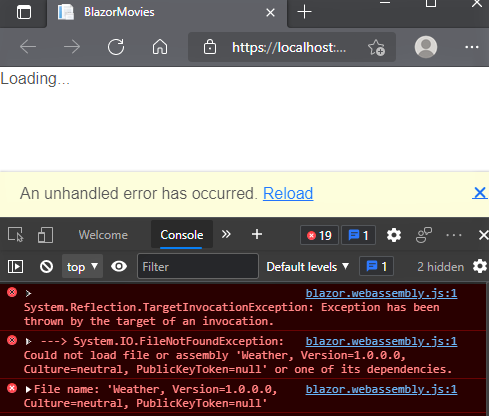 BlazorMovies
https://localhost:...
Loading...
An unhandled error has occurred. Reload
Welcome
Console
19
1
top
Filter
Default levels
1
2 hidden
blazor.webassembly.js:1
System.Reflection.TargetInvocationException: Exception has been
thrown by the target of an invocation.
---> System.IO.FileNotFoundException:
blazor.webassembly.js:1
Could not load file or assembly 'Weather, Version=1.0.0.0,
Culture=neutral, PublicKeyToken=null' or one of its dependencies.
File name: 'Weather, Version=1.0.0.0,
blazor.webassembly.js:1
Culture=neutral, PublicKeyToken=null'